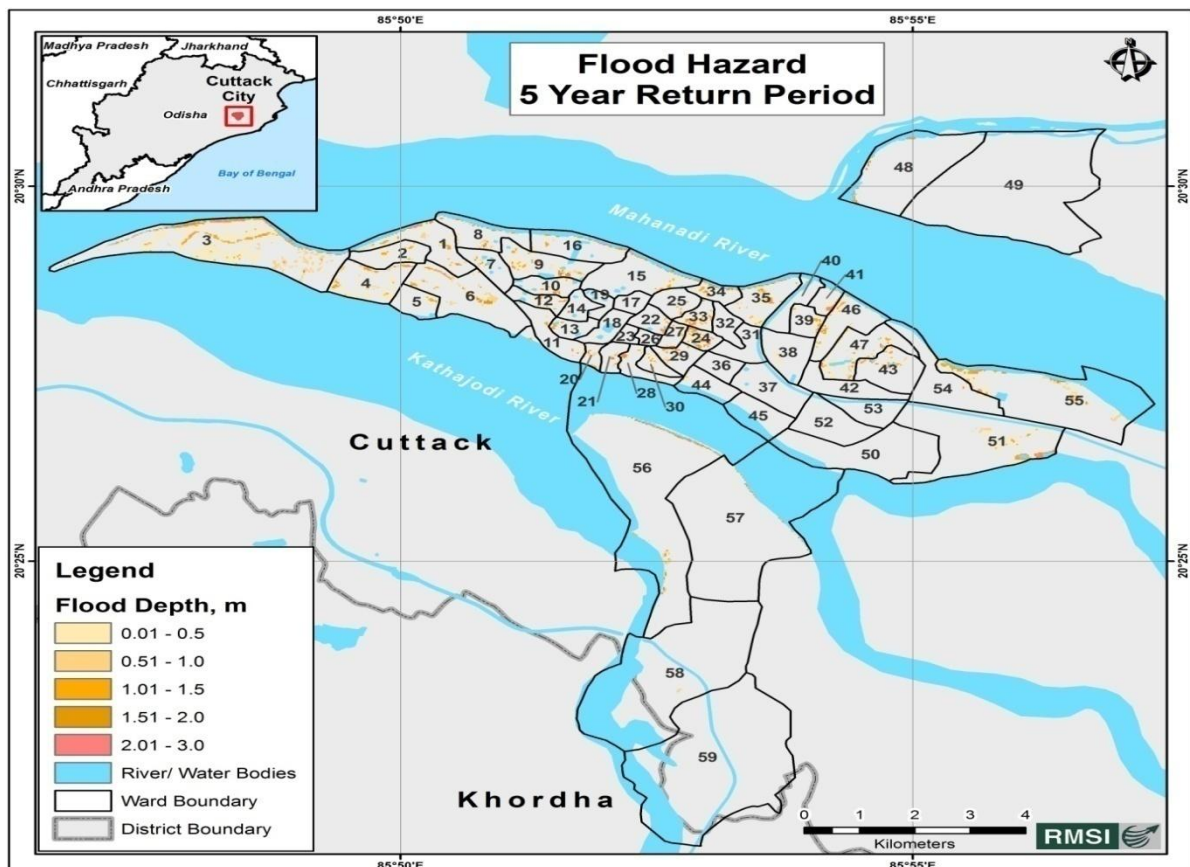 85°50'E
85°55'E
Flood Hazard
5 Year Return Period
Madhya Pradesh
Jharkhand
Chhattisgarh
Cuttack
City
Odisha
Bay of Bengal
Andhra Pradesh
20°30'N
20°30'N
48
49
Mahanadi River
40
41
3
2
1
8
7
9
16
15
4
5
6
10
12
14
19
17
25
34
35
46
13
18
22
33
32
39
11
23
26
27
24
31
38
47
43
20
21
28
30
29
36
37
42
54
55
44
45
53
52
50
51
Kathajodi River
Cuttack
56
57
20°25'N
20°25'N
58
59
Khordha
Legend
Flood Depth, m
0.01 - 0.5
0.51 - 1.0
1.01 - 1.5
1.51 - 2.0
2.01 - 3.0
River/ Water Bodies
Ward Boundary
District Boundary
0 1 2 3 4
Kilometers
RMSI
85°50'E
85°55'E